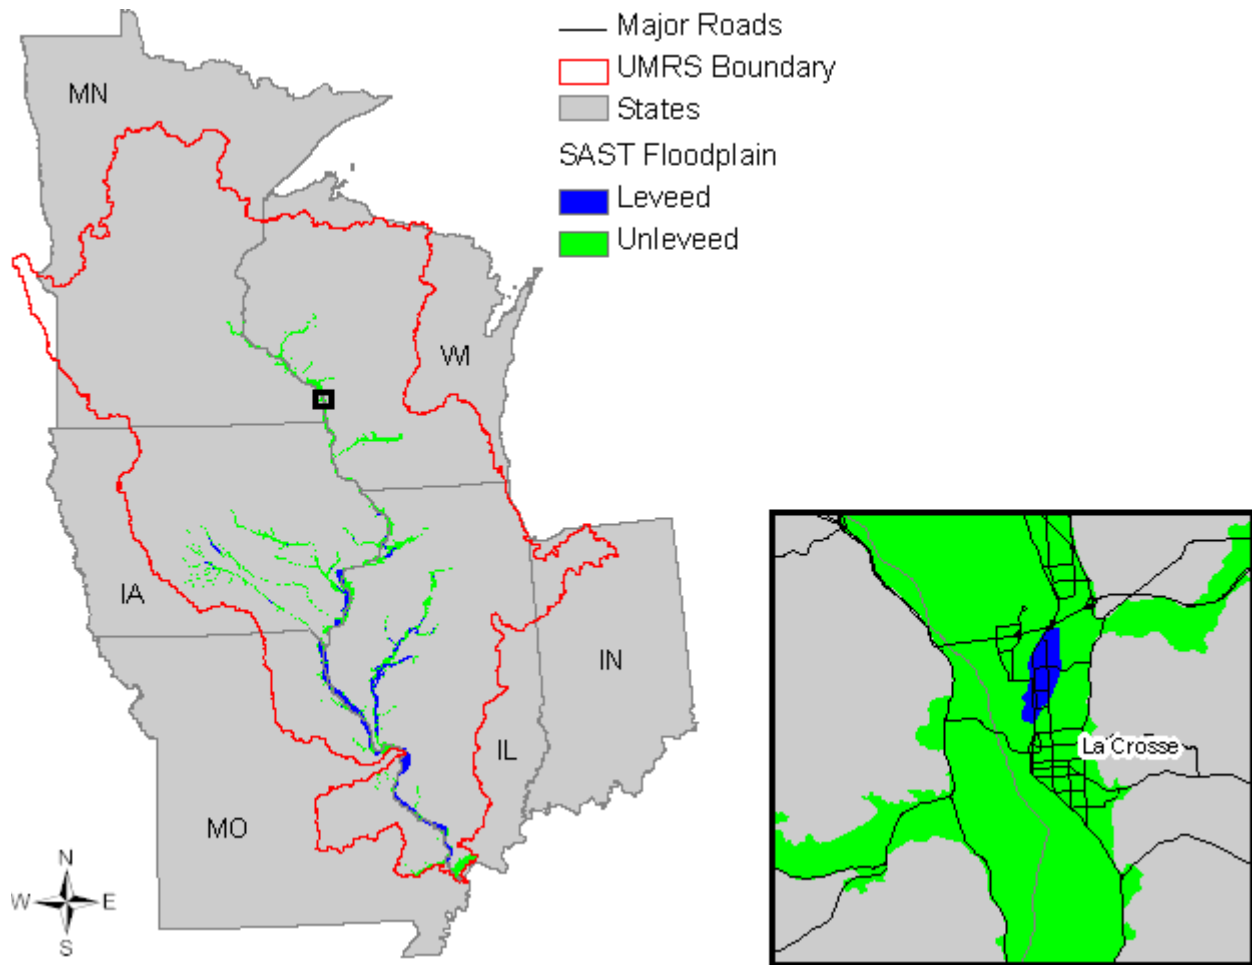 Major Roads
UMRS Boundary
States
SAST Floodplain
Leveed
Unleveed
MN
WI
IA
IN
IL
MO
N
W E
S
La Crosse